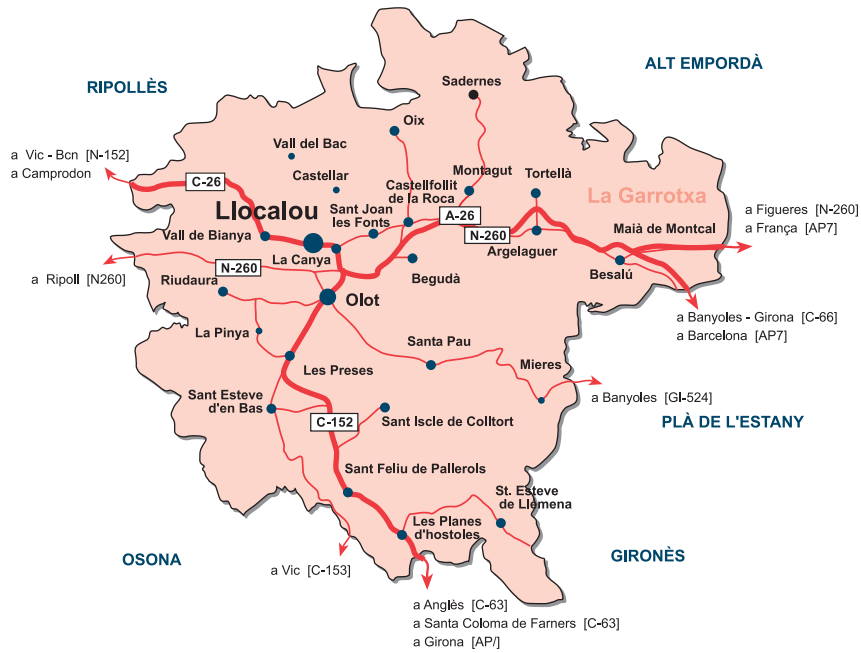 ALT EMPORDÀ
RIPOLLÈS
Sadernes
Oix
Vall del Bac
a Vic - Bcn [N-152]
a Camprodon
C-26
Castellar
Castellfollit
de la Roca
Montagut
Tortellà
La Garrotxa
Llocalou
Sant Joan
les Fonts
A-26
N-260
Maià de Montcal
a Figueres [N-260]
a França [AP7]
Vall de Bianya
La Canya
Argelaguer
Besalú
a Ripoll [N260]
N-260
Riudaura
Begudà
Olot
a Banyoles - Girona [C-66]
a Barcelona [AP7]
La Pinya
Santa Pau
Mieres
Les Preses
a Banyoles [GI-524]
Sant Esteve
d'en Bas
C-152
Sant Iscle de Colltort
PLÀ DE L'ESTANY
Sant Feliu de Pallerols
St. Esteve
de Llémena
Les Planes
d'hostoles
OSONA
a Vic [C-153]
GIRONÈS
a Anglès [C-63]
a Santa Coloma de Farners [C-63]
a Girona [AP/]